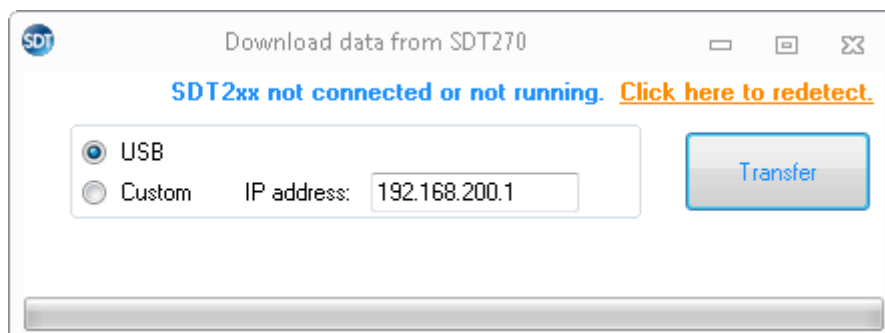 SDT Download data from SDT270
SDT2xx not connected or not running. Click here to redetect.
USB
Custom IP address: 192.168.200.1
Transfer